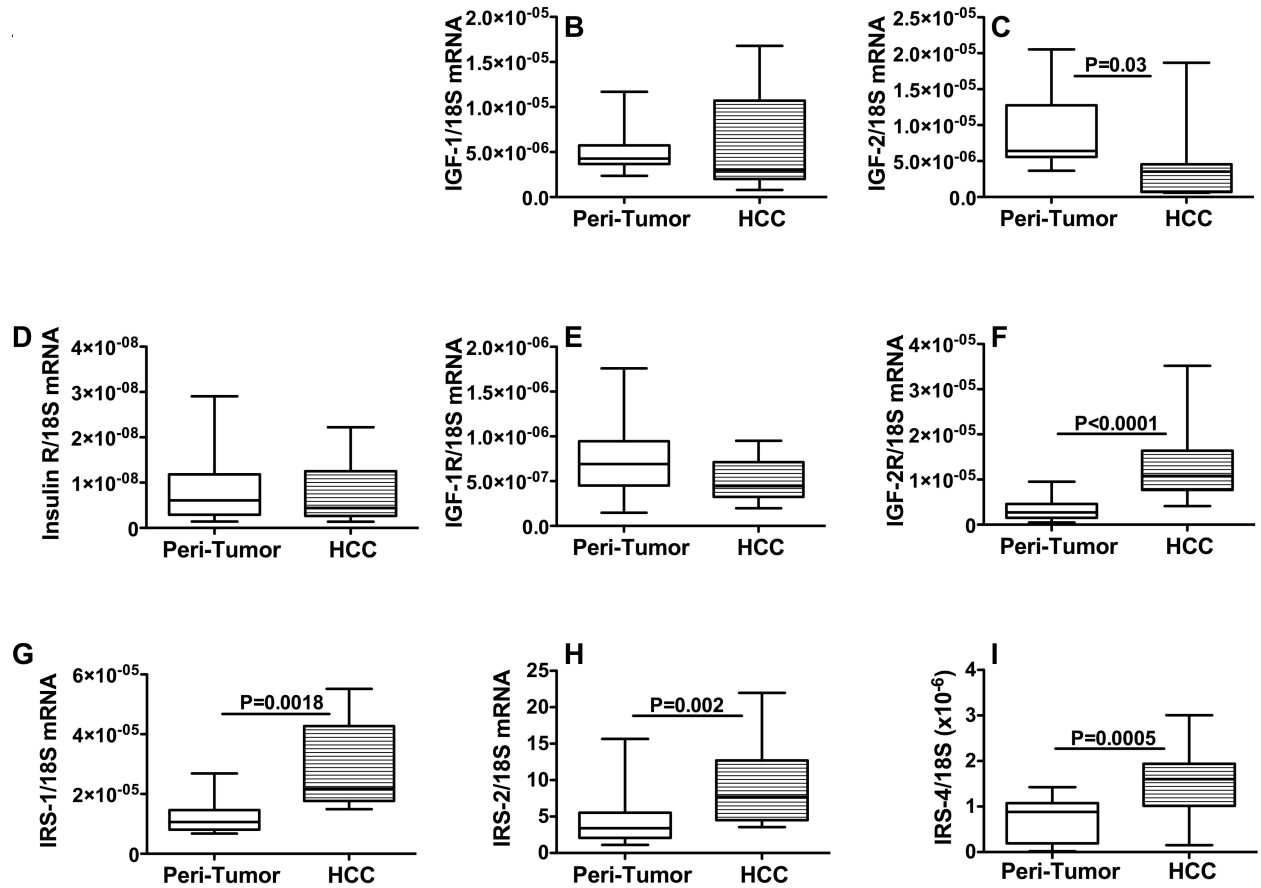 B
IGF-1/18S mRNA
2.0×10-05
1.5×10-05
1.0×10-05
5.0×10-06
0.0
Peri-Tumor HCC
C
IGF-2/18S mRNA
2.5×10-05
2.0×10-05
1.5×10-05
1.0×10-05
5.0×10-06
0.0
P=0.03
Peri-Tumor HCC
D
Insulin R/18S mRNA
4×10-08
3×10-08
2×10-08
1×10-08
0
Peri-Tumor HCC
E
IGF-1R/18S mRNA
2.0×10-06
1.5×10-06
1.0×10-06
5.0×10-07
0.0
Peri-Tumor HCC
F
IGF-2R/18S mRNA
4×10-05
3×10-05
2×10-05
1×10-05
0
P<0.0001
Peri-Tumor HCC
G
IRS-1/18S mRNA
6×10-05
4×10-05
2×10-05
0
P=0.0018
Peri-Tumor HCC
H
IRS-2/18S mRNA
25
20
15
10
5
0
P=0.002
Peri-Tumor HCC
I
IRS-4/18S (x10-6)
4
3
2
1
0
P=0.0005
Peri-Tumor HCC